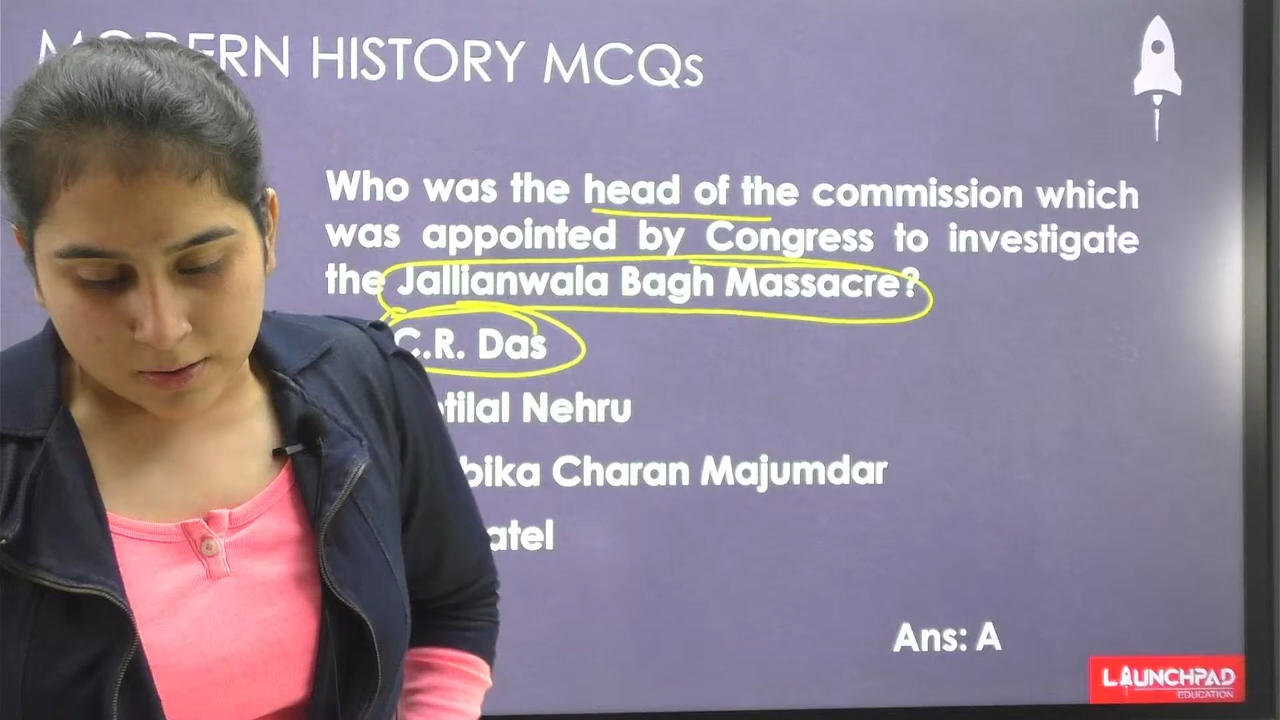 MODERN HISTORY MCQs
Who was the head of the commission which
was appointed by Congress to investigate
the Jallianwala Bagh Massacre?
C.R. Das
Nehru
Charan Majumdar
Ans: A
LAUNCHPAD
EDUCATION